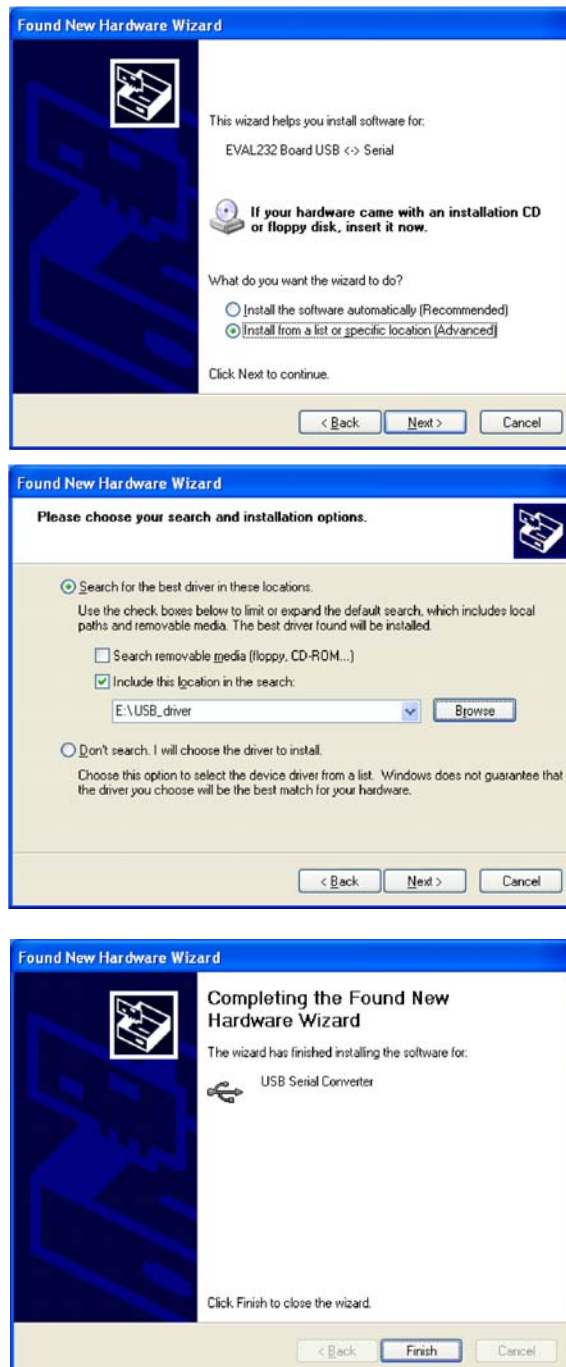 Found New Hardware Wizard
This wizard helps you install software for:
EVAL232 Board USB <-> Serial
If your hardware came with an installation CD
or floppy disk, insert it now.
What do you want the wizard to do?
Install the software automatically (Recommended)
Install from a list or specific location (Advanced)
Click Next to continue.
< Back Next > Cancel
Found New Hardware Wizard
Please choose your search and installation options.
Search for the best driver in these locations.
Use the check boxes below to limit or expand the default search, which includes local
paths and removable media. The best driver found will be installed.
Search removable media (floppy, CD-ROM...)
Include this location in the search:
E:\USB_driver Browse
Don't search. I will choose the driver to install.
Choose this option to select the device driver from a list. Windows does not guarantee that
the driver you choose will be the best match for your hardware.
< Back Next > Cancel
Found New Hardware Wizard
Completing the Found New
Hardware Wizard
The wizard has finished installing the software for:
USB Serial Converter
Click Finish to close the wizard.
< Back Finish Cancel